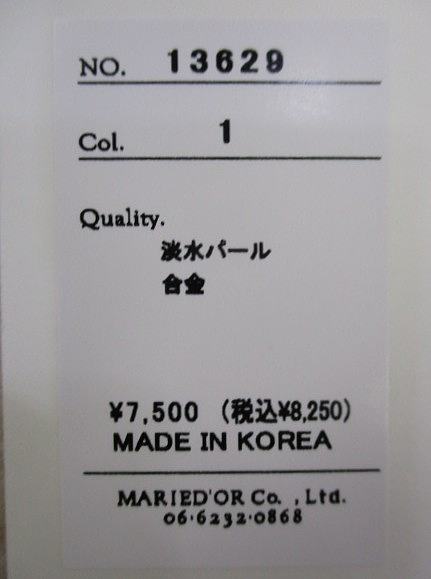 NO. 13629
Col. 1
Quality.
淡水パール
合金
¥7,500 (税込¥8,250)
MADE IN KOREA
MARIED'OR Co. , Ltd.
06·6232·0868